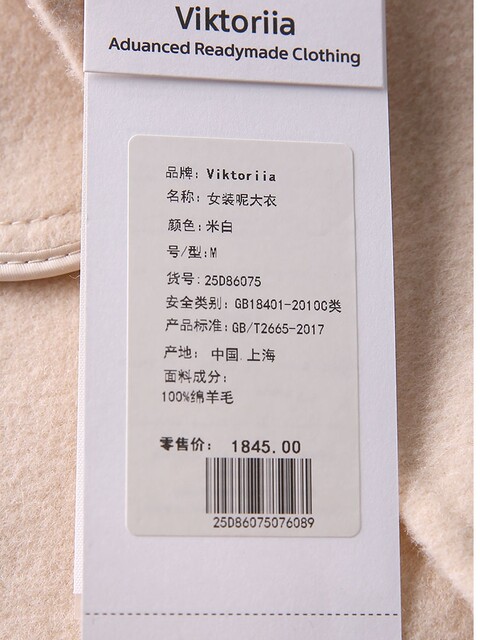 Viktoriia
Aduanced Readymade Clothing
品牌: Viktoriia
名称: 女装呢大衣
颜色: 米白
号/型:M
货号: 25D86075
安全类别: GB18401-2010C类
产品标准: GB/T2665-2017
产地: 中国.上海
面料成分:
100%绵羊毛
零售价: 1845.00
25D86075076089